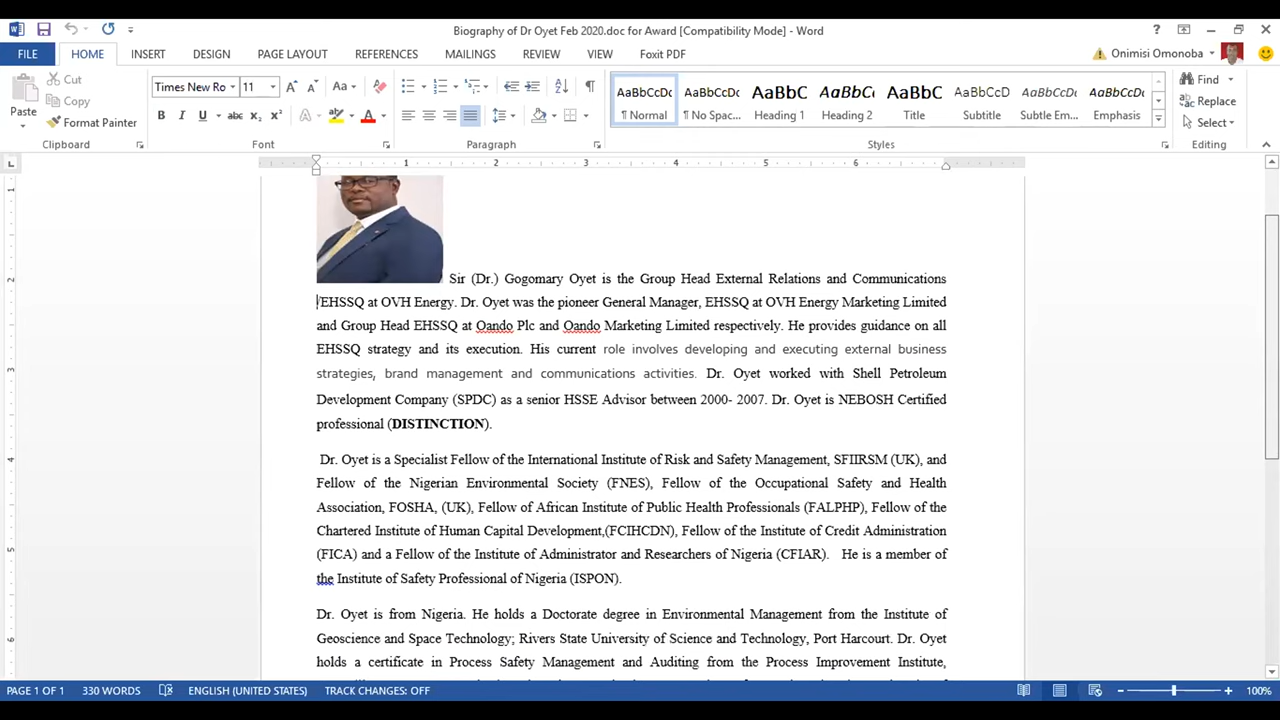 Biography of Dr Oyet Feb 2020.doc for Award [Compatibility Mode] - Word
FILE HOME INSERT DESIGN PAGE LAYOUT REFERENCES MAILINGS REVIEW VIEW Foxit PDF Onimisi Omonoba
Paste
Cut
Copy
Format Painter
Clipboard
Times New Ro 11
Font
Paragraph
AaBbCcDc AaBbCcDc AaBbC AaBbCc AaBbC AaBbCcD AaBbCcDc AaBbCcDc
¶ Normal ¶ No Spac... Heading 1 Heading 2 Title Subtitle Subtle Em... Emphasis
Styles
Find
Replace
Select
Editing
1 2 3 4 5 6
1
2
3
4
5
6
Sir (Dr.) Gogomary Oyet is the Group Head External Relations and Communications
/EHSSQ at OVH Energy. Dr. Oyet was the pioneer General Manager, EHSSQ at OVH Energy Marketing Limited
and Group Head EHSSQ at Oando Plc and Oando Marketing Limited respectively. He provides guidance on all
EHSSQ strategy and its execution. His current role involves developing and executing external business
strategies, brand management and communications activities. Dr. Oyet worked with Shell Petroleum
Development Company (SPDC) as a senior HSSE Advisor between 2000- 2007. Dr. Oyet is NEBOSH Certified
professional (DISTINCTION).
Dr. Oyet is a Specialist Fellow of the International Institute of Risk and Safety Management, SFIIRSM (UK), and
Fellow of the Nigerian Environmental Society (FNES), Fellow of the Occupational Safety and Health
Association, FOSHA, (UK), Fellow of African Institute of Public Health Professionals (FALPHP), Fellow of the
Chartered Institute of Human Capital Development,(FCIHCDN), Fellow of the Institute of Credit Administration
(FICA) and a Fellow of the Institute of Administrator and Researchers of Nigeria (CFIAR). He is a member of
the Institute of Safety Professional of Nigeria (ISPON).
Dr. Oyet is from Nigeria. He holds a Doctorate degree in Environmental Management from the Institute of
Geoscience and Space Technology; Rivers State University of Science and Technology, Port Harcourt. Dr. Oyet
holds a certificate in Process Safety Management and Auditing from the Process Improvement Institute,
PAGE 1 OF 1 330 WORDS ENGLISH (UNITED STATES) TRACK CHANGES: OFF 100%